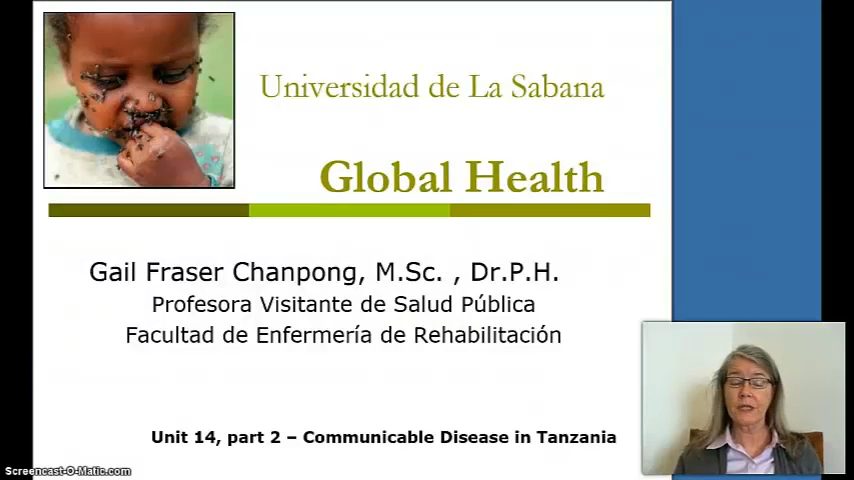 Universidad de La Sabana
Global Health
Gail Fraser Chanpong, M.Sc. , Dr.P.H.
Profesora Visitante de Salud Pública
Facultad de Enfermería de Rehabilitación
Unit 14, part 2 – Communicable Disease in Tanzania
Screencast-O-Matic.com